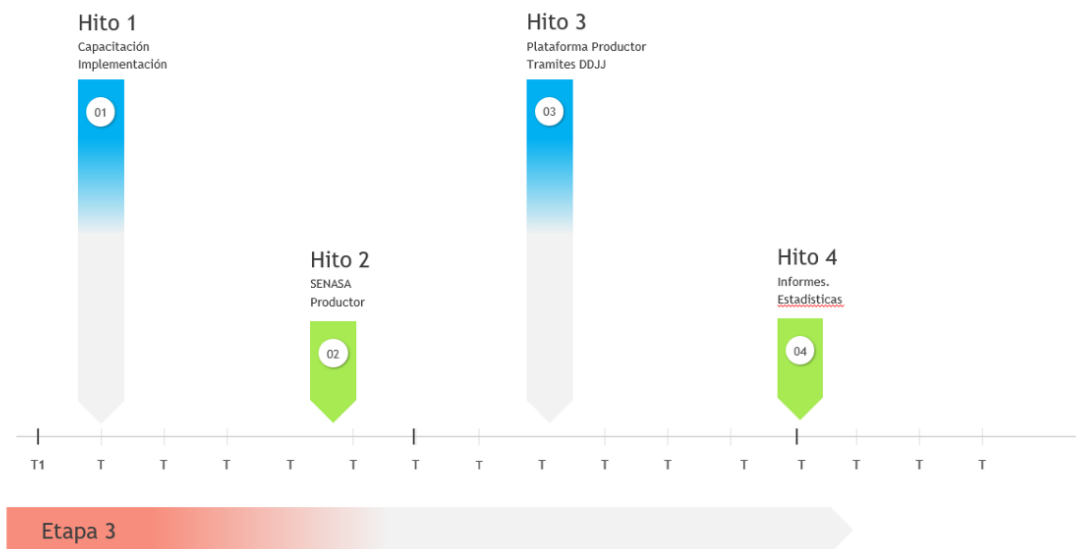 Hito 1
Capacitación
Implementación
01
Hito 2
SENASA
Productor
02
Hito 3
Plataforma Productor
Tramites DDJJ
03
Hito 4
Informes.
Estadisticas
04
T1 T T T T T T T T T T T T T T T
Etapa 3